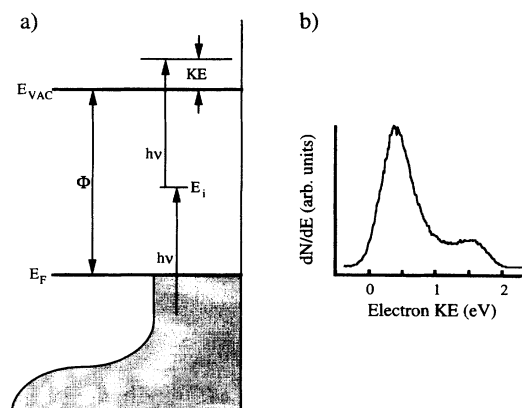 a)
KE
E_VAC
hν
Φ
E_i
hν
E_F
b)
dN/dE (arb. units)
0 1 2
Electron KE (eV)